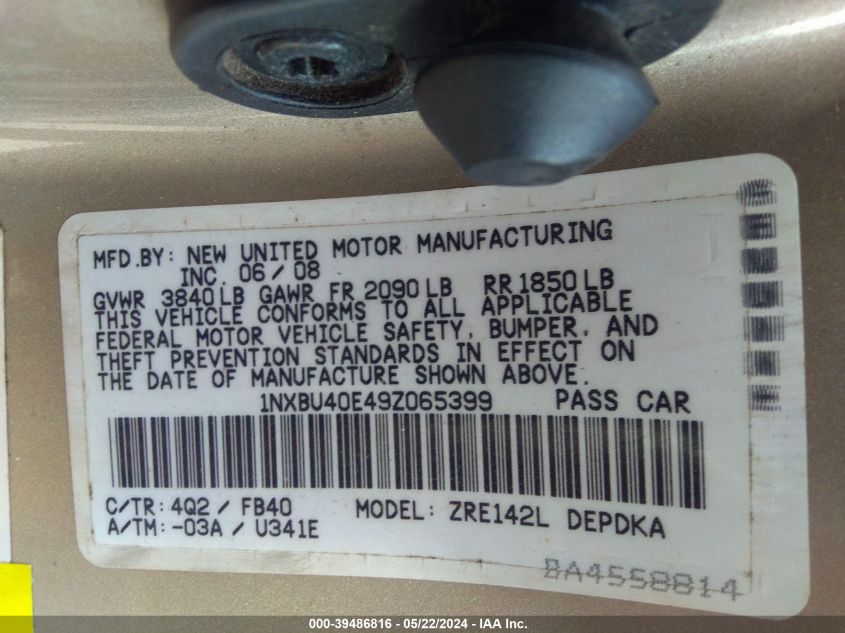 MFD.BY: NEW UNITED MOTOR MANUFACTURING
INC. 06/08
GVWR 3840LB GAWR FR 2090LB RR1850LB
THIS VEHICLE CONFORMS TO ALL APPLICABLE
FEDERAL MOTOR VEHICLE SAFETY, BUMPER, AND
THEFT PREVENTION STANDARDS IN EFFECT ON
THE DATE OF MANUFACTURE SHOWN ABOVE.
1NXBU40E49Z065399 PASS CAR
C/TR: 4Q2 / FB40 MODEL: ZRE142L DEPDKA
A/TM: -03A / U341E
BA4558814
000-39486816 - 05/22/2024 - IAA Inc.